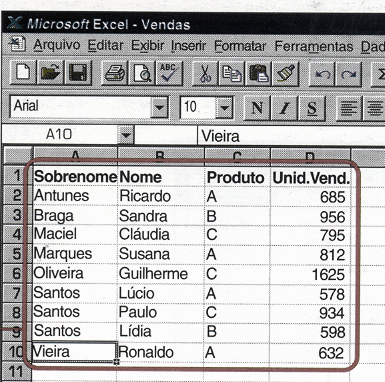 Microsoft Excel - Vendas
Arquivo Editar Exibir Inserir Formatar Ferramentas Dad
ABC
Arial 10 N I S
A10 Vieira
A B C D
1 Sobrenome Nome Produto Unid.Vend.
2 Antunes Ricardo A 685
3 Braga Sandra B 956
4 Maciel Cláudia C 795
5 Marques Susana A 812
6 Oliveira Guilherme C 1625
7 Santos Lúcio A 578
8 Santos Paulo C 934
9 Santos Lídia B 598
10 Vieira Ronaldo A 632
11